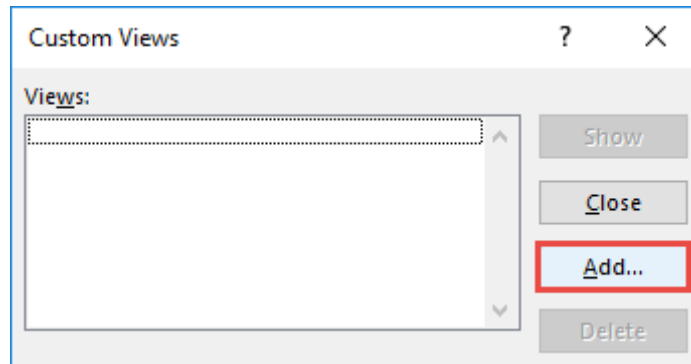 Custom Views ?
Views:
Show
Close
Add...
Delete